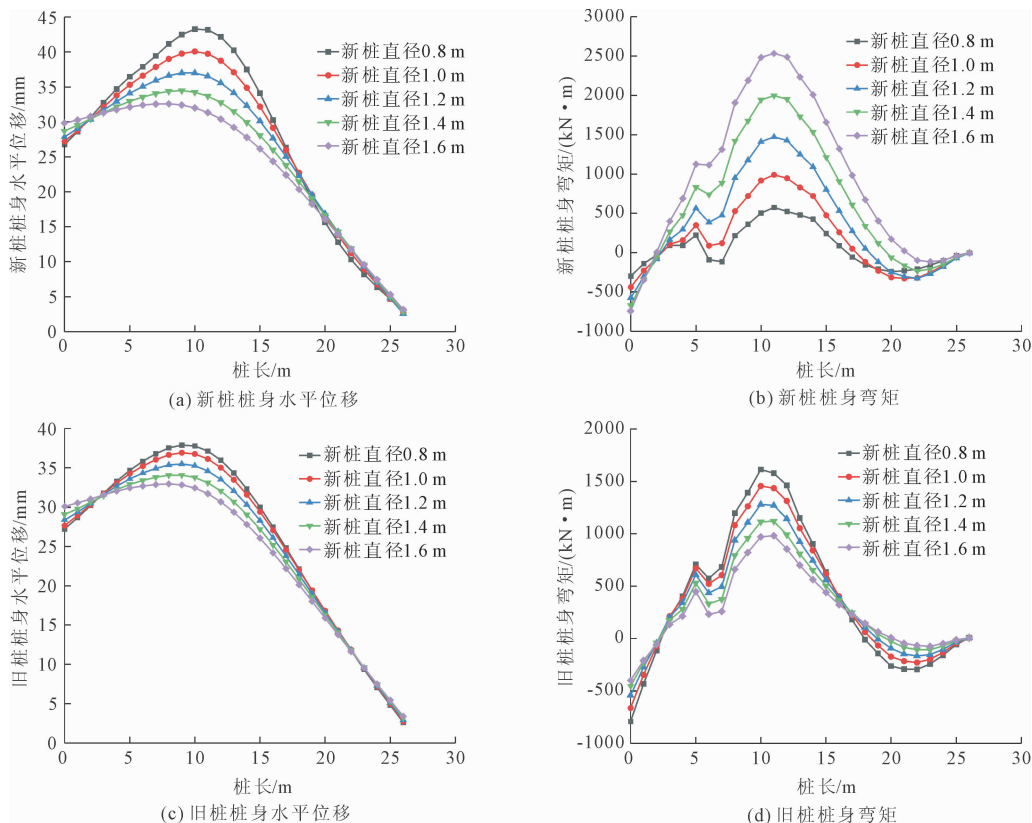 45
40
35
30
25
20
15
10
5
0
新桩桩身水平位移/mm
新桩直径0.8 m
新桩直径1.0 m
新桩直径1.2 m
新桩直径1.4 m
新桩直径1.6 m
0 5 10 15 20 25 30
桩长/m
(a) 新桩桩身水平位移
3000
2500
2000
1500
1000
500
0
-500
-1000
新桩桩身弯矩/(kN·m)
新桩直径0.8 m
新桩直径1.0 m
新桩直径1.2 m
新桩直径1.4 m
新桩直径1.6 m
0 5 10 15 20 25 30
桩长/m
(b) 新桩桩身弯矩
40
35
30
25
20
15
10
5
0
旧桩桩身水平位移/mm
新桩直径0.8 m
新桩直径1.0 m
新桩直径1.2 m
新桩直径1.4 m
新桩直径1.6 m
0 5 10 15 20 25 30
桩长/m
(c) 旧桩桩身水平位移
2000
1500
1000
500
0
-500
-1000
旧桩桩身弯矩/(kN·m)
新桩直径0.8 m
新桩直径1.0 m
新桩直径1.2 m
新桩直径1.4 m
新桩直径1.6 m
0 5 10 15 20 25 30
桩长/m
(d) 旧桩桩身弯矩